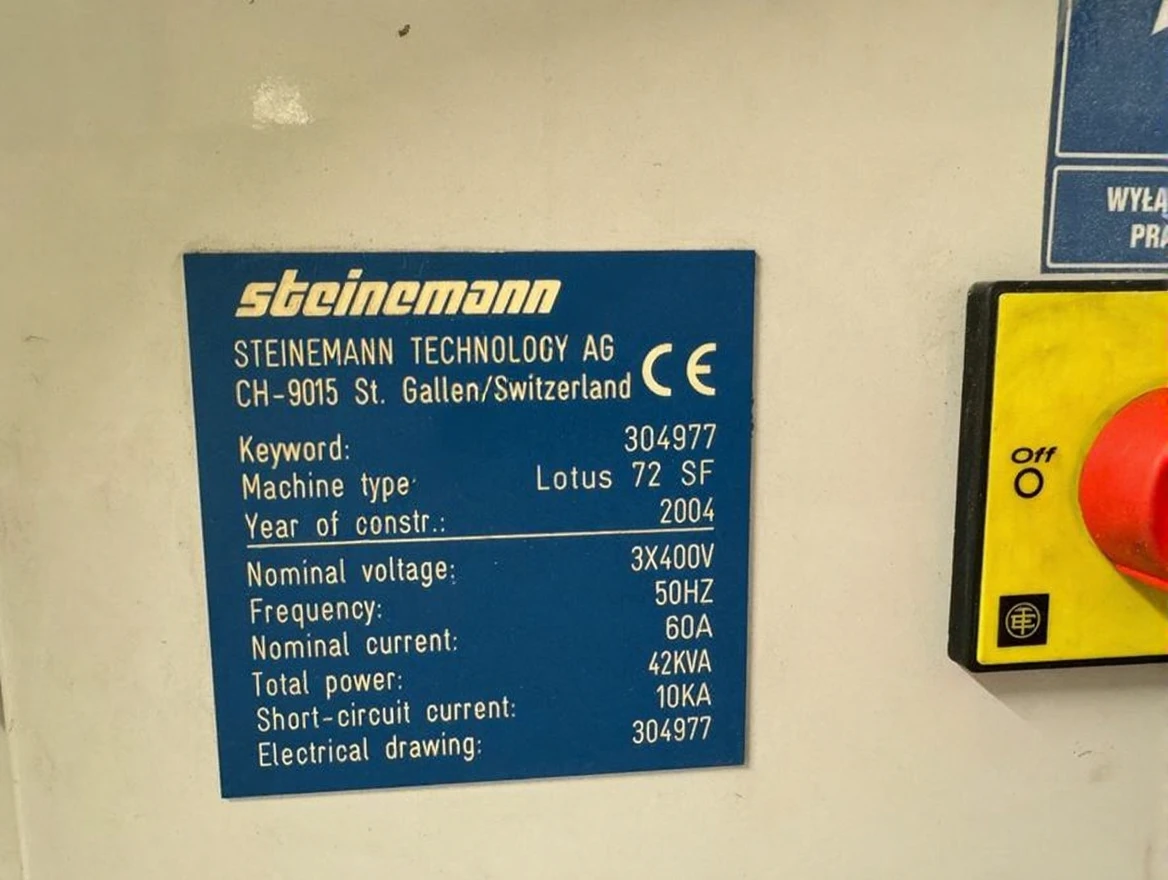 steinemann
STEINEMANN TECHNOLOGY AG
CH-9015 St. Gallen/Switzerland
CE
Keyword: 304977
Machine type: Lotus 72 SF
Year of constr.: 2004
Nominal voltage: 3X400V
Frequency: 50HZ
Nominal current: 60A
Total power: 42KVA
Short-circuit current: 10KA
Electrical drawing: 304977
WYŁĄ
PRA
Off
O